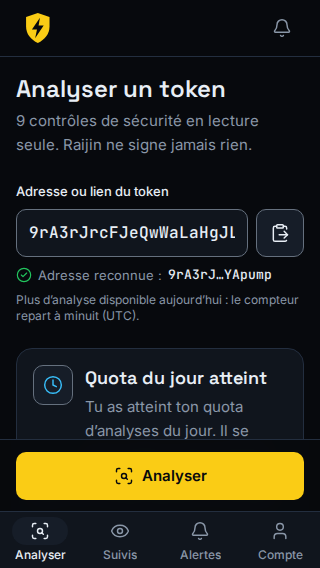 Analyser un token
9 contrôles de sécurité en lecture
seule. Raijin ne signe jamais rien.
Adresse ou lien du token
9rA3rJrcFJeQwWaLaHgJL
Adresse reconnue : 9rA3rJ…YApump
Plus d’analyse disponible aujourd’hui : le compteur
repart à minuit (UTC).
Quota du jour atteint
Tu as atteint ton quota
d’analyses du jour. Il se
Analyser
Analyser
Suivis
Alertes
Compte